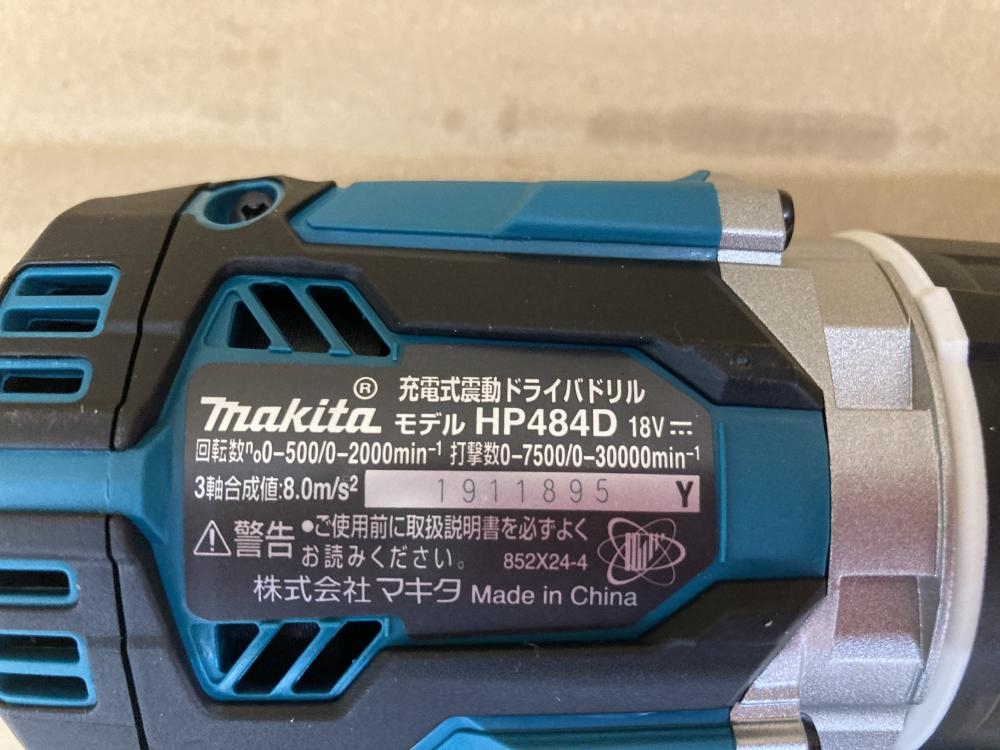 充電式震動ドライバドリル
makita® モデル HP484D 18V⎓
回転数n₀0-500/0-2000min⁻¹ 打撃数0-7500/0-30000min⁻¹
3軸合成値:8.0m/s² 1911895 Y
⚠警告 •ご使用前に取扱説明書を必ずよく
お読みください。 852X24-4
株式会社 マキタ Made in China